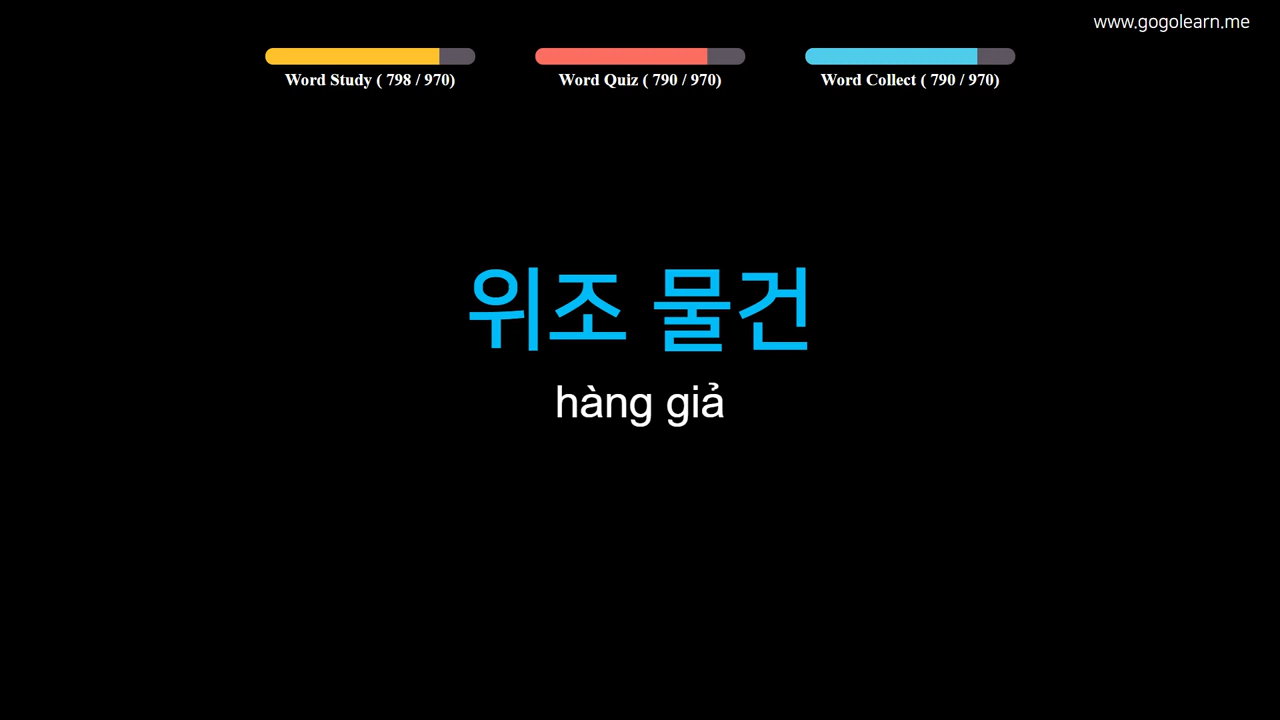 www.gogolearn.me
Word Study ( 798 / 970)
Word Quiz ( 790 / 970)
Word Collect ( 790 / 970)
위조 물건
hàng giả